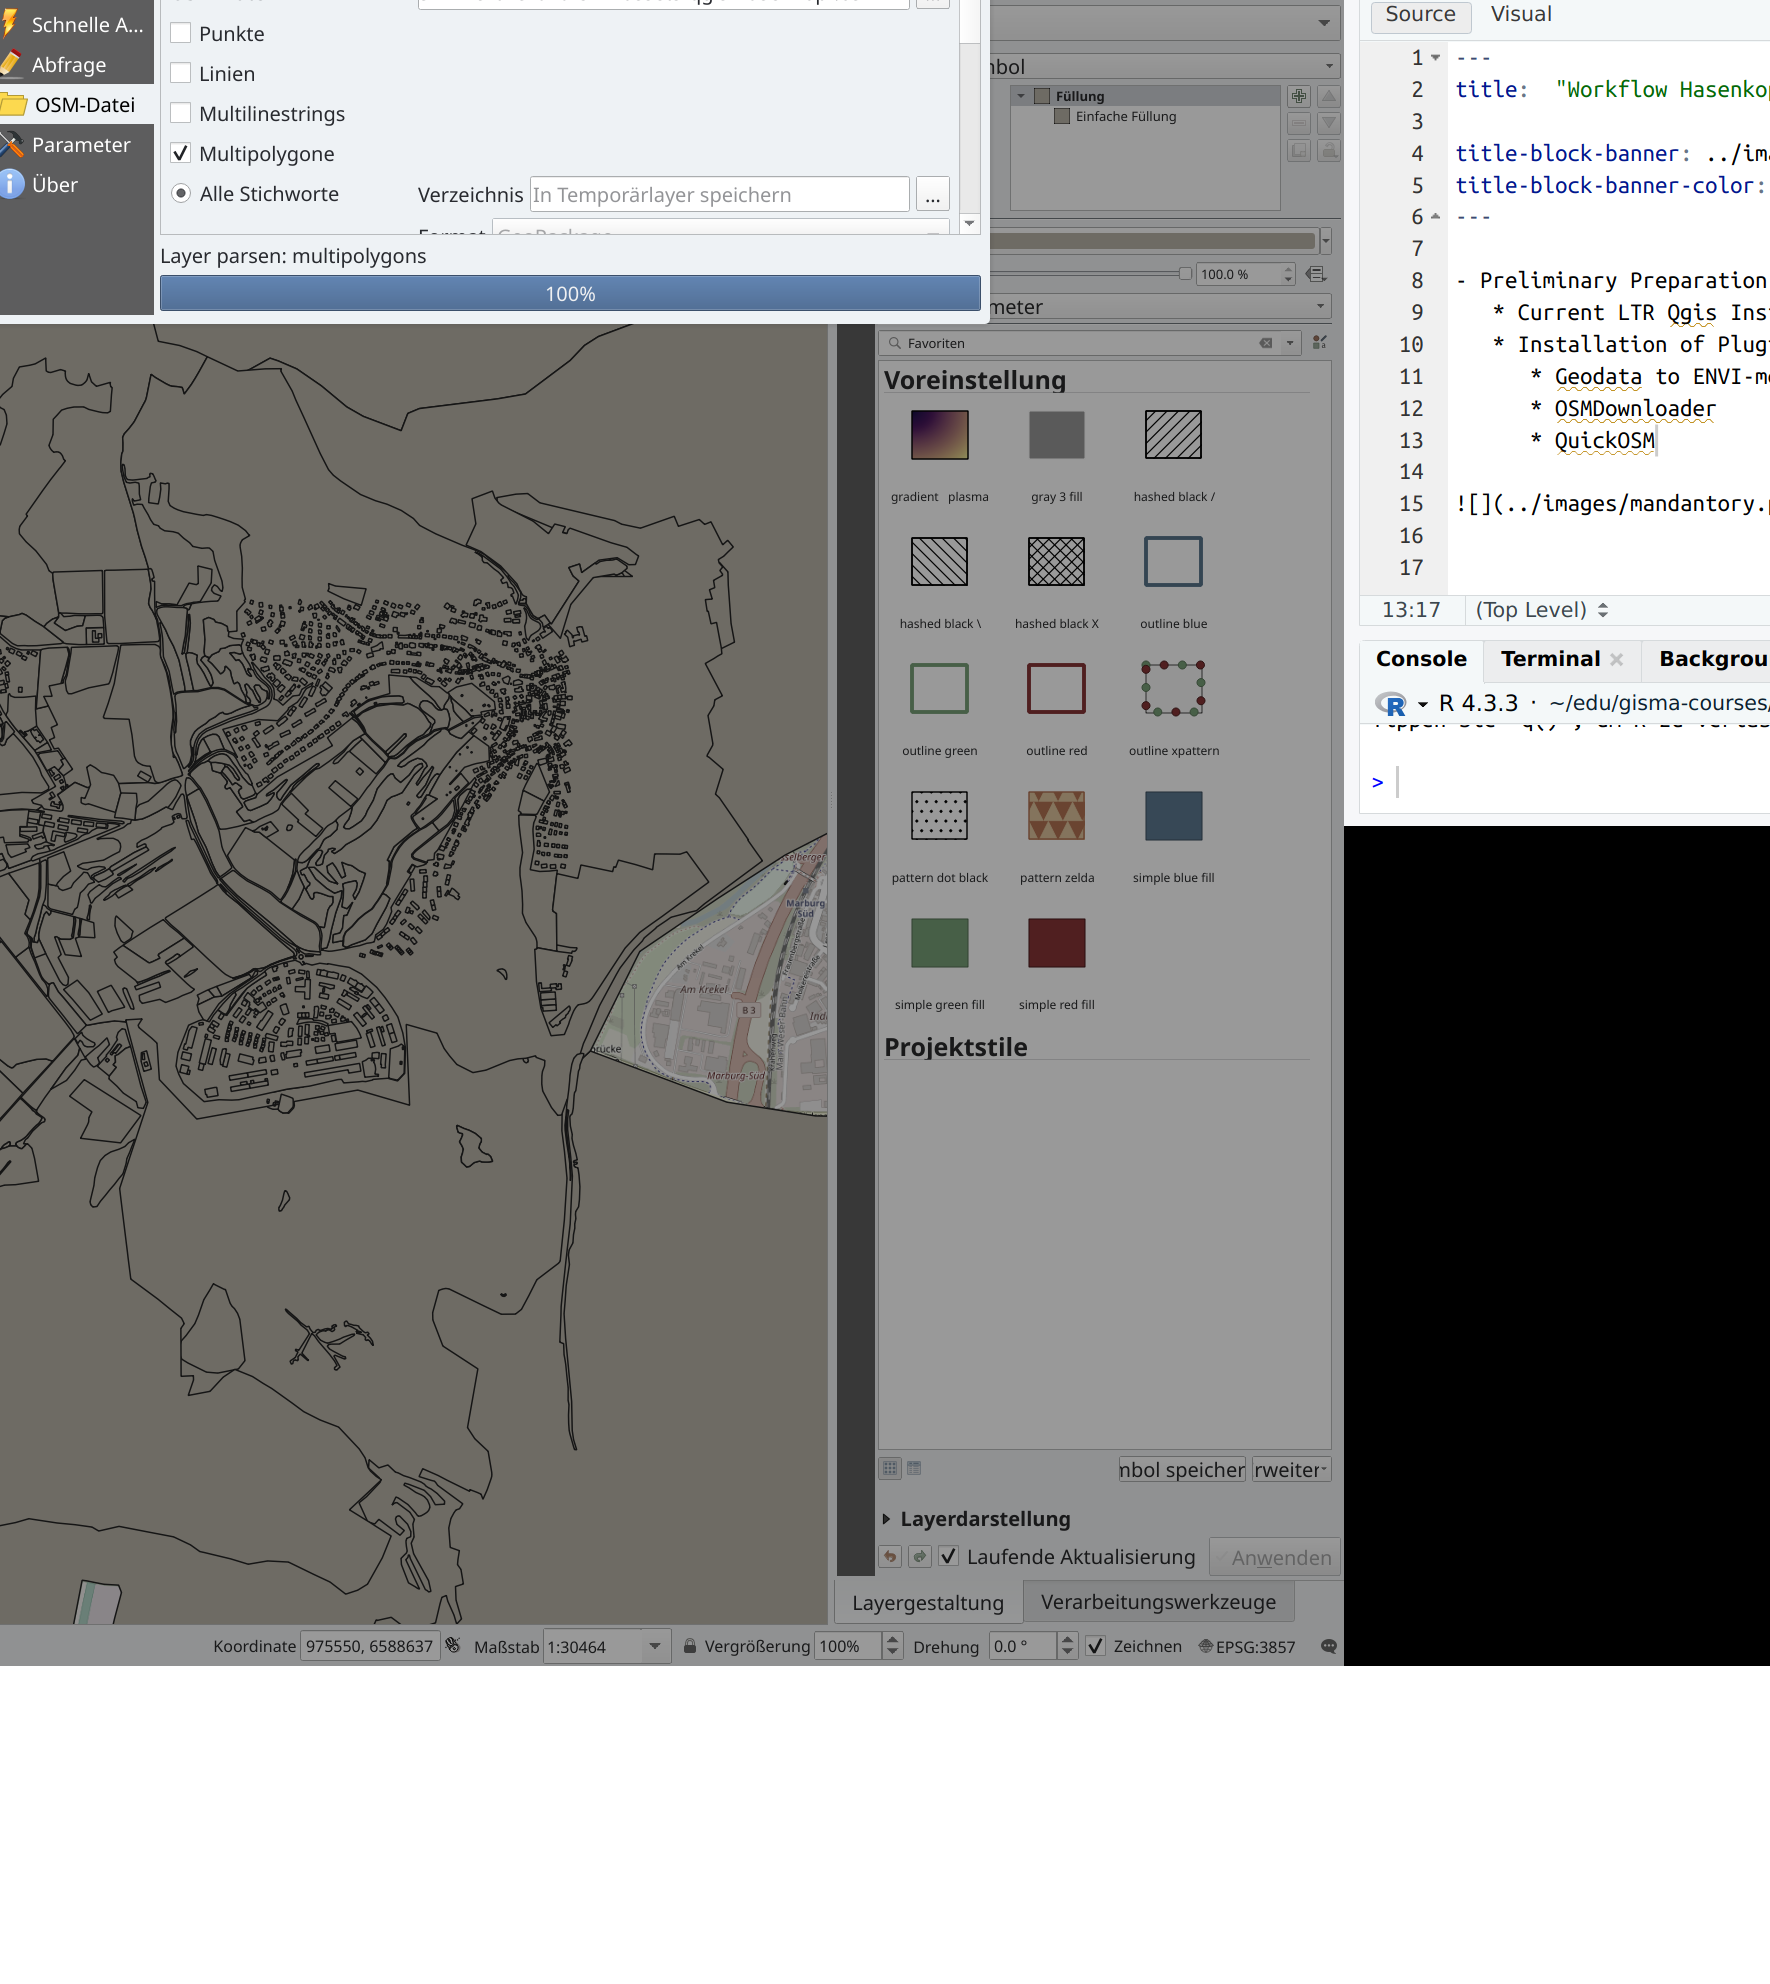 Schnelle A...
Abfrage
OSM-Datei
Parameter
Über
Punkte
Linien
Multilinestrings
Multipolygone
Alle Stichworte
Verzeichnis
In Temporärlayer speichern
...
Format
GeoPackage
Layer parsen: multipolygons
100%
Füllung
Einfache Füllung
100.0 %
Favoriten
Voreinstellung
gradient plasma
gray 3 fill
hashed black /
hashed black \
hashed black X
outline blue
outline green
outline red
outline xpattern
pattern dot black
pattern zelda
simple blue fill
simple green fill
simple red fill
Projektstile
mbol speicher
rweiter
Layerdarstellung
Laufende Aktualisierung
Anwenden
Layergestaltung
Verarbeitungswerkzeuge
Marburg
Süd
Am Krekel
Am Krekel
B 3
Marburg-Süd
Koordinate
975550, 6588637
Maßstab
1:30464
Vergrößerung
100%
Drehung
0.0 °
Zeichnen
EPSG:3857
Source
Visual
1 ---
2 title: "Workflow Hasenko
3
4 title-block-banner: ../im
5 title-block-banner-color:
6 ---
7
8 - Preliminary Preparation
9 * Current LTR Qgis Ins
10 * Installation of Plug
11 * Geodata to ENVI-m
12 * OSMDownloader
13 * QuickOSM
14
15 ![](../images/mandantory.
16
17
13:17
(Top Level)
Console
Terminal
Backgrou
R 4.3.3 · ~/edu/gisma-courses/
>